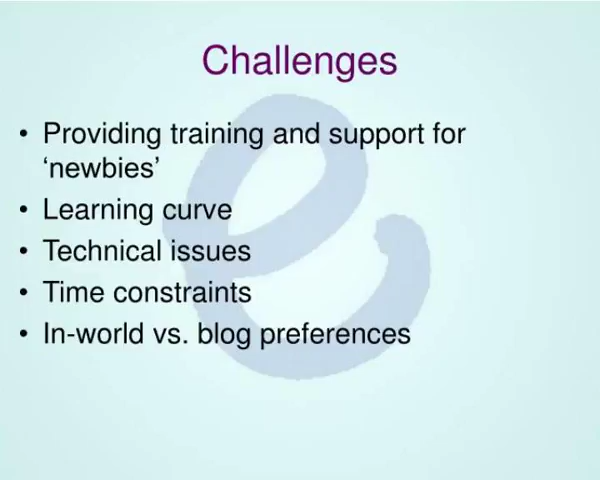 Challenges
• Providing training and support for
‘newbies’
• Learning curve
• Technical issues
• Time constraints
• In-world vs. blog preferences